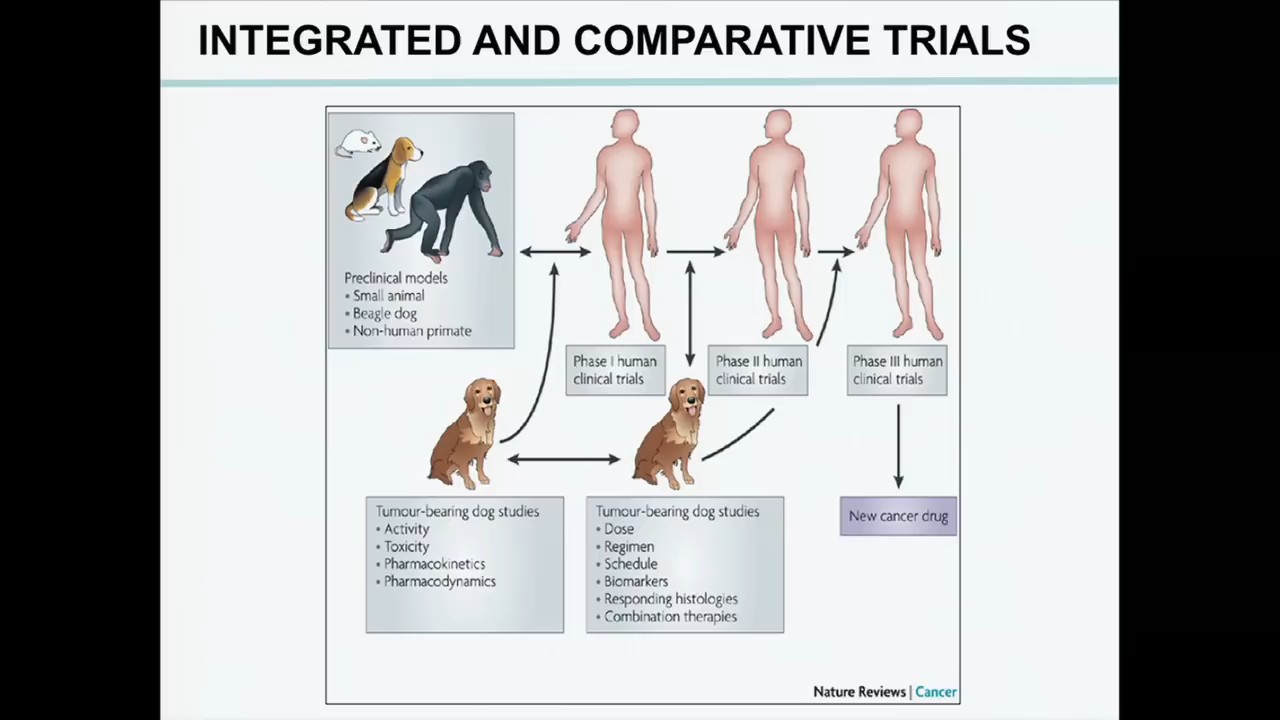 INTEGRATED AND COMPARATIVE TRIALS
Preclinical models
• Small animal
• Beagle dog
• Non-human primate
Phase I human
clinical trials
Phase II human
clinical trials
Phase III human
clinical trials
Tumour-bearing dog studies
• Activity
• Toxicity
• Pharmacokinetics
• Pharmacodynamics
Tumour-bearing dog studies
• Dose
• Regimen
• Schedule
• Biomarkers
• Responding histologies
• Combination therapies
New cancer drug
Nature Reviews | Cancer